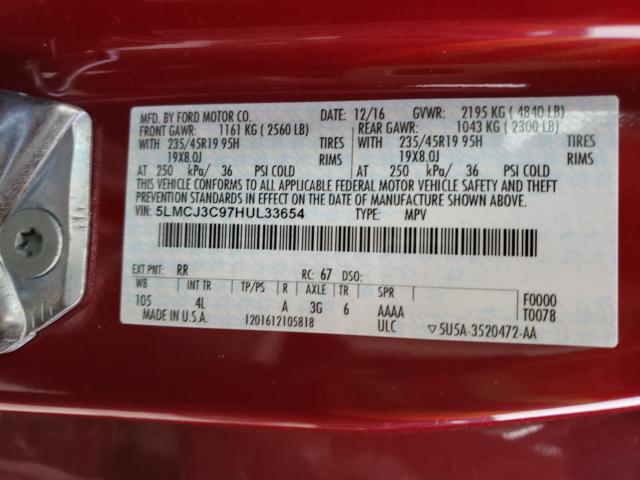 MFD. BY FORD MOTOR CO. DATE: 12/16 GVWR: 2195 KG ( 4840 LB)
FRONT GAWR: 1161 KG ( 2560 LB) REAR GAWR: 1043 KG ( 2300 LB)
WITH 235/45R19 95H TIRES WITH 235/45R19 95H TIRES
19X8.0J RIMS 19X8.0J RIMS
AT 250 kPa/ 36 PSI COLD AT 250 kPa/ 36 PSI COLD
THIS VEHICLE CONFORMS TO ALL APPLICABLE FEDERAL MOTOR VEHICLE SAFETY AND THEFT
PREVENTION STANDARDS IN EFFECT ON THE DATE OF MANUFACTURE SHOWN ABOVE.
VIN: 5LMCJ3C97HUL33654 TYPE: MPV
EXT PNT: RR RC: 67 DSO:
WB INT TR R AXLE TR SPR F0000
105 4L A 3G 6 AAAA T0078
MADE IN U.S.A. 1201612105818 ULC ▽5U5A-3520472-AA